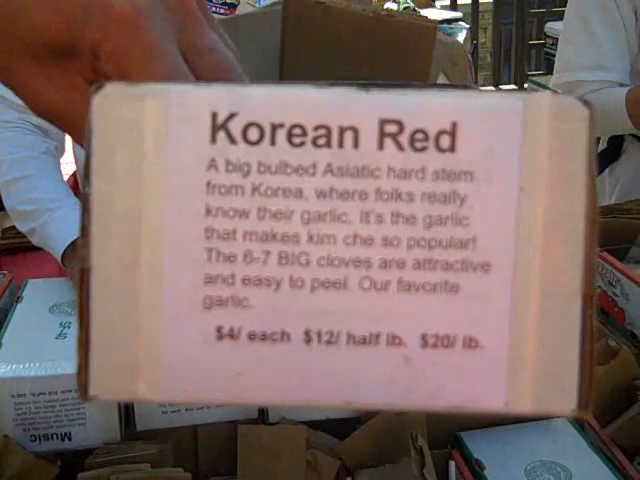 Korean Red
A big bulbed Asiatic hard stem
from Korea, where folks really
know their garlic. It's the garlic
that makes kim che so popular!
The 6-7 BIG cloves are attractive
and easy to peel. Our favorite
garlic.
$4/ each $12/ half lb. $20/ lb.
Music